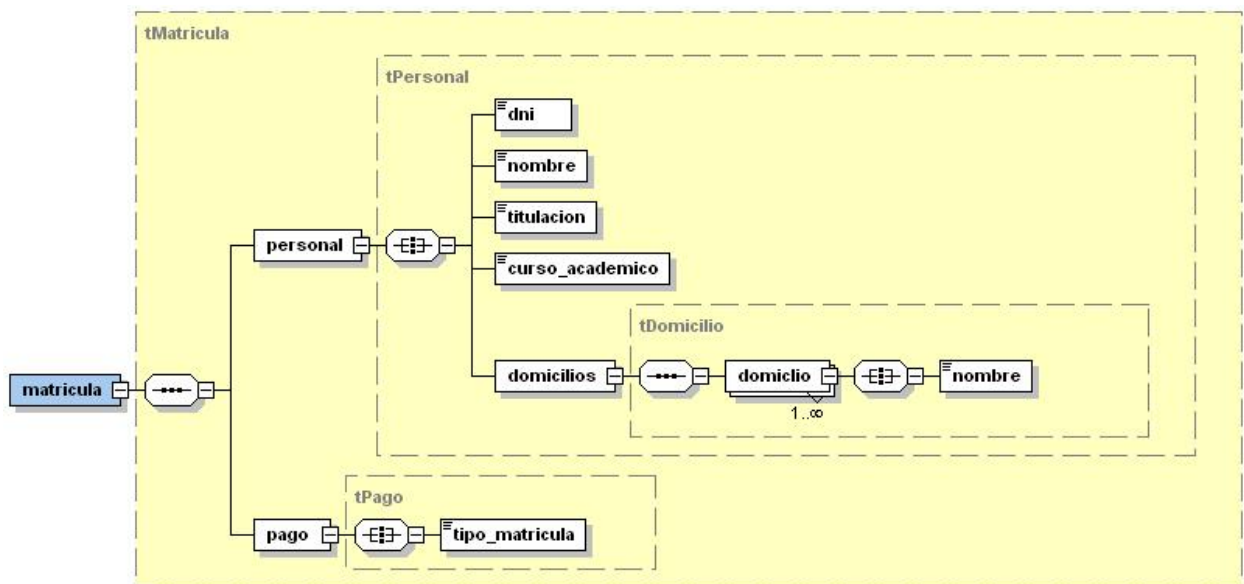 tMatricula
tPersonal
dni
nombre
titulacion
personal
curso_academico
tDomicilio
matricula
domicilios
domiclio
nombre
1..∞
tPago
pago
tipo_matricula